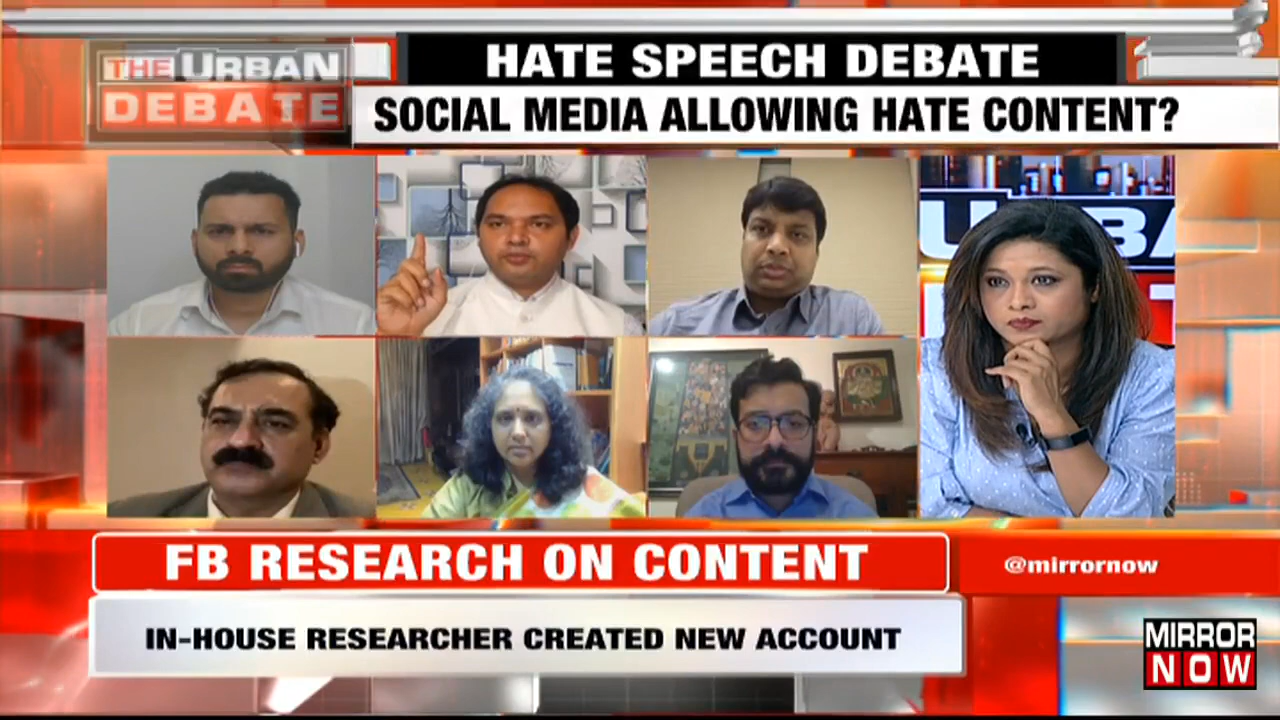 THE URBAN
DEBATE
HATE SPEECH DEBATE
SOCIAL MEDIA ALLOWING HATE CONTENT?
FB RESEARCH ON CONTENT
@mirrornow
IN-HOUSE RESEARCHER CREATED NEW ACCOUNT
MIRROR
NOW